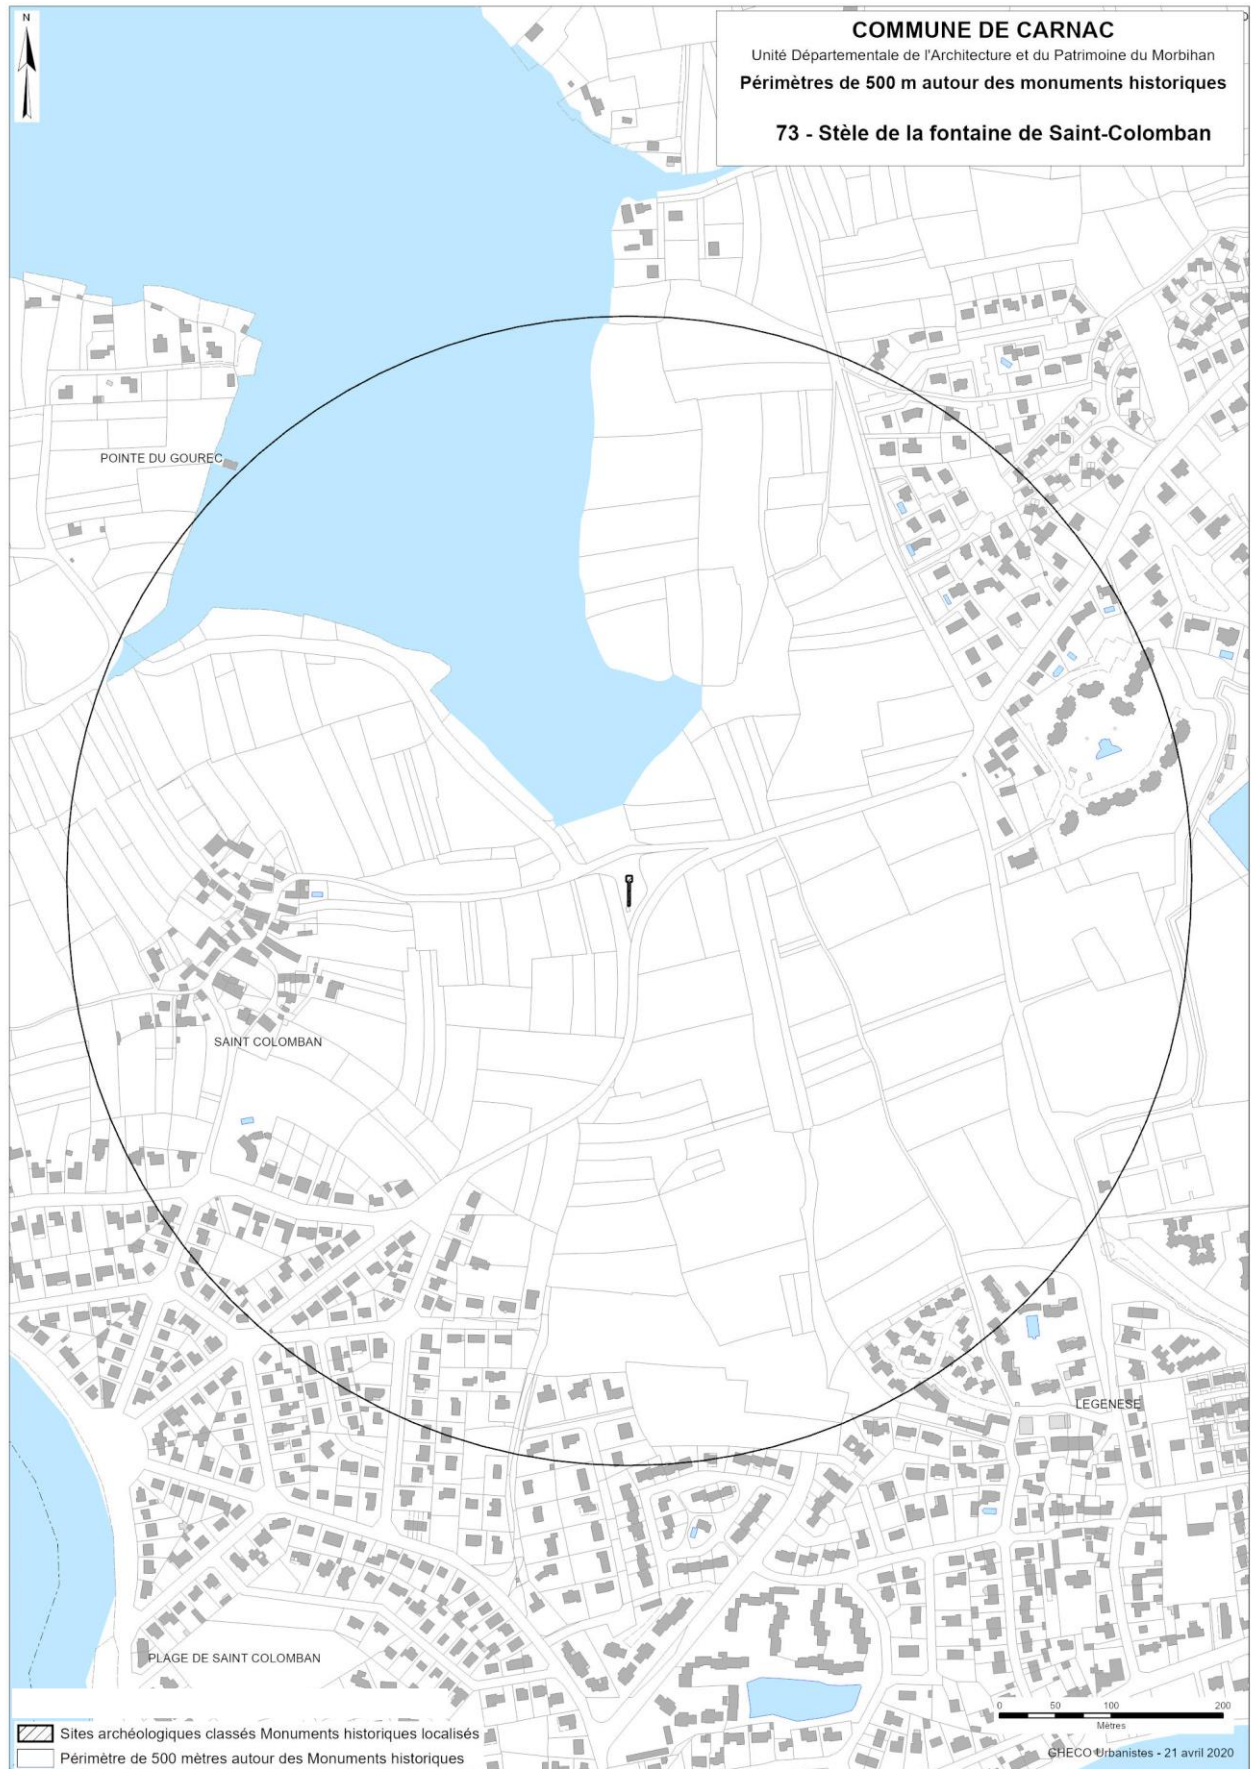 N
COMMUNE DE CARNAC
Unité Départementale de l'Architecture et du Patrimoine du Morbihan
Périmètres de 500 m autour des monuments historiques
73 - Stèle de la fontaine de Saint-Colomban
POINTE DU GOUREC
SAINT COLOMBAN
LEGENESE
PLAGE DE SAINT COLOMBAN
0 50 100 200
Mètres
Sites archéologiques classés Monuments historiques localisés
Périmètre de 500 mètres autour des Monuments historiques
GHECO Urbanistes - 21 avril 2020